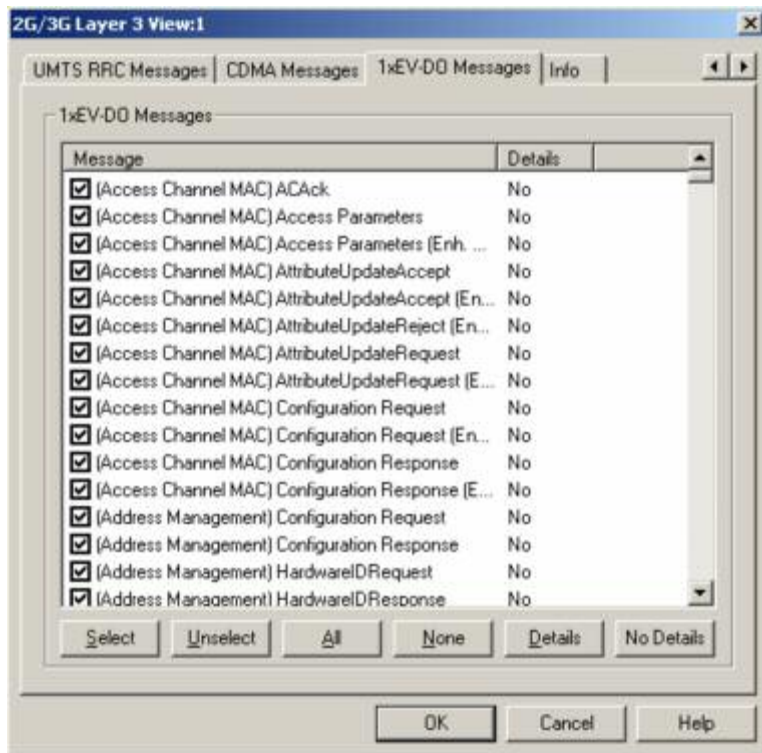 2G/3G Layer 3 View:1
UMTS RRC Messages CDMA Messages 1xEV-DO Messages Info
1xEV-DO Messages
Message Details
(Access Channel MAC) ACAck No
(Access Channel MAC) Access Parameters No
(Access Channel MAC) Access Parameters (Enh. ... No
(Access Channel MAC) AttributeUpdateAccept No
(Access Channel MAC) AttributeUpdateAccept (En... No
(Access Channel MAC) AttributeUpdateReject (En... No
(Access Channel MAC) AttributeUpdateRequest No
(Access Channel MAC) AttributeUpdateRequest (E... No
(Access Channel MAC) Configuration Request No
(Access Channel MAC) Configuration Request (En... No
(Access Channel MAC) Configuration Response No
(Access Channel MAC) Configuration Response (E... No
(Address Management) Configuration Request No
(Address Management) Configuration Response No
(Address Management) HardwareIDRequest No
(Address Management) HardwareIDResponse No
Select Unselect All None Details No Details
OK Cancel Help